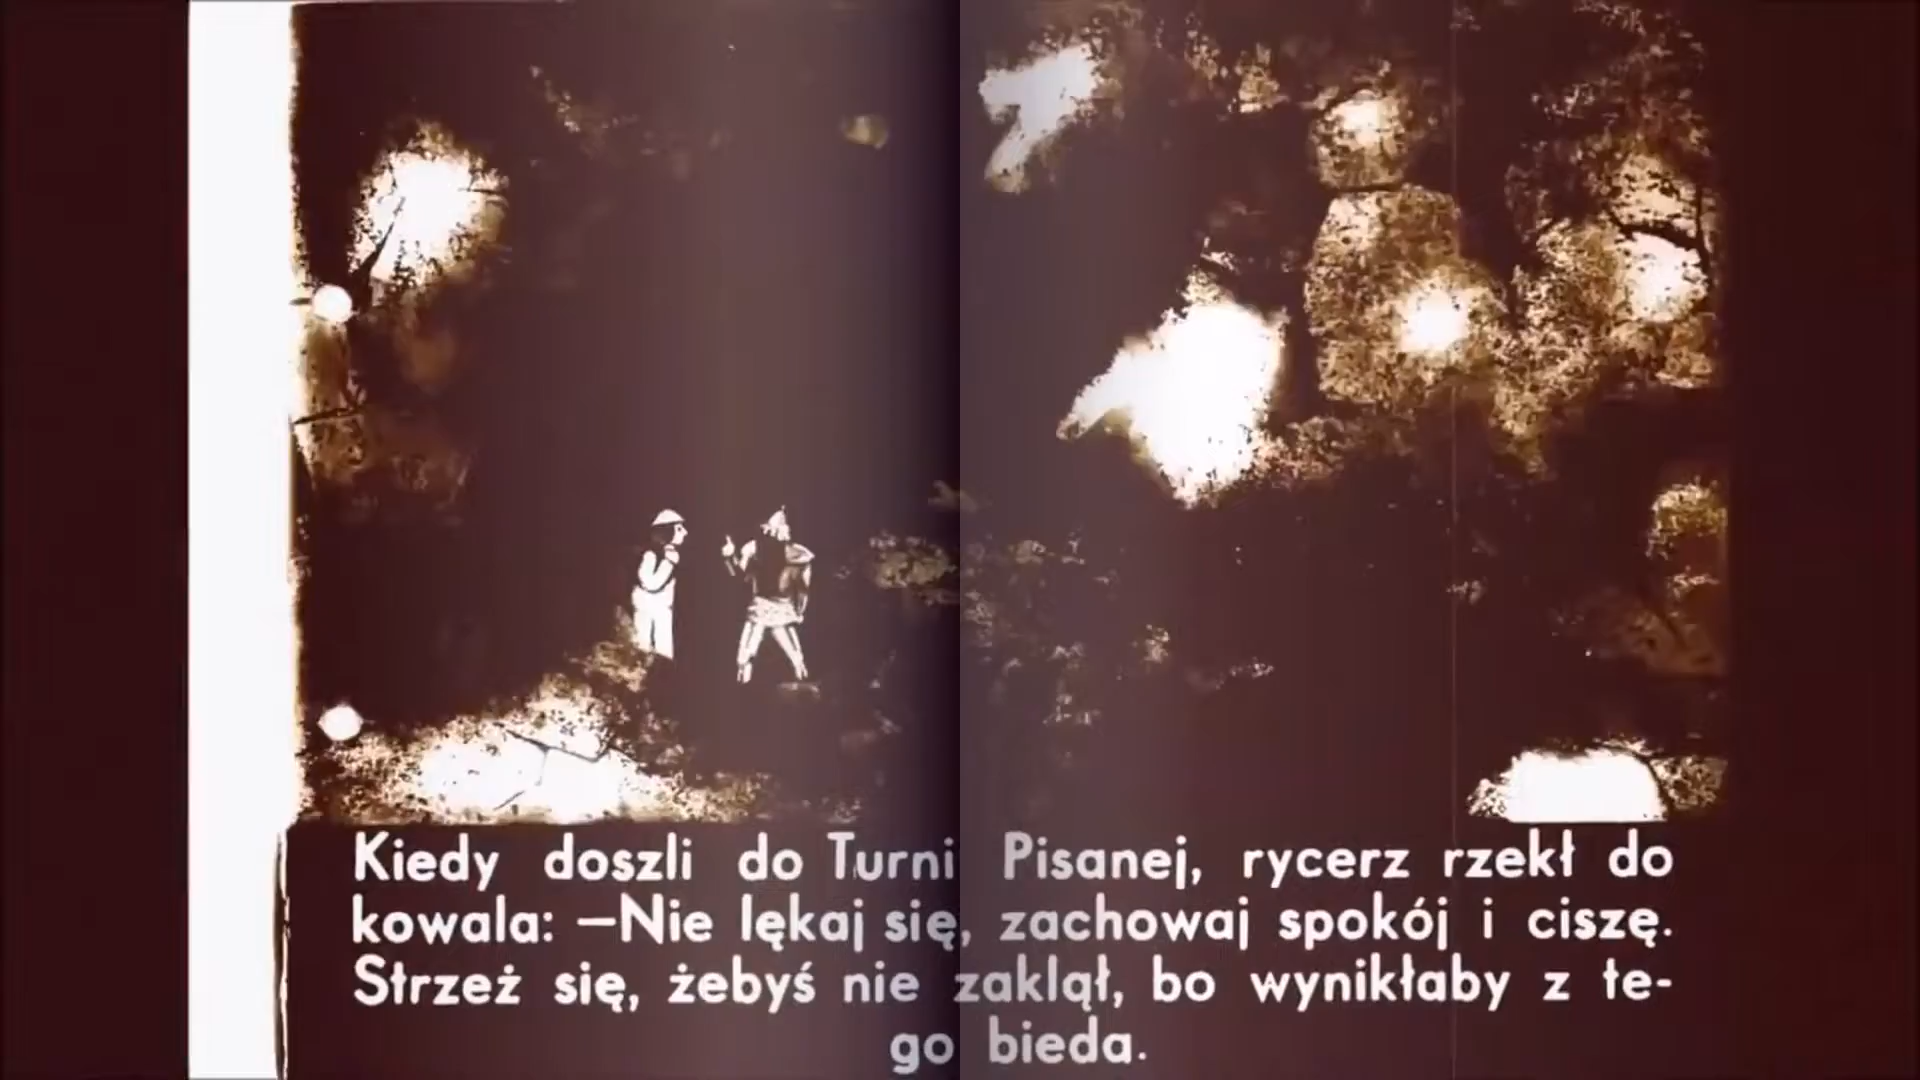 Kiedy doszli do Turni Pisanej, rycerz rzekł do
kowala: —Nie lękaj się, zachowaj spokój i ciszę.
Strzeż się, żebyś nie zaklął, bo wynikłaby z te-
go bieda.